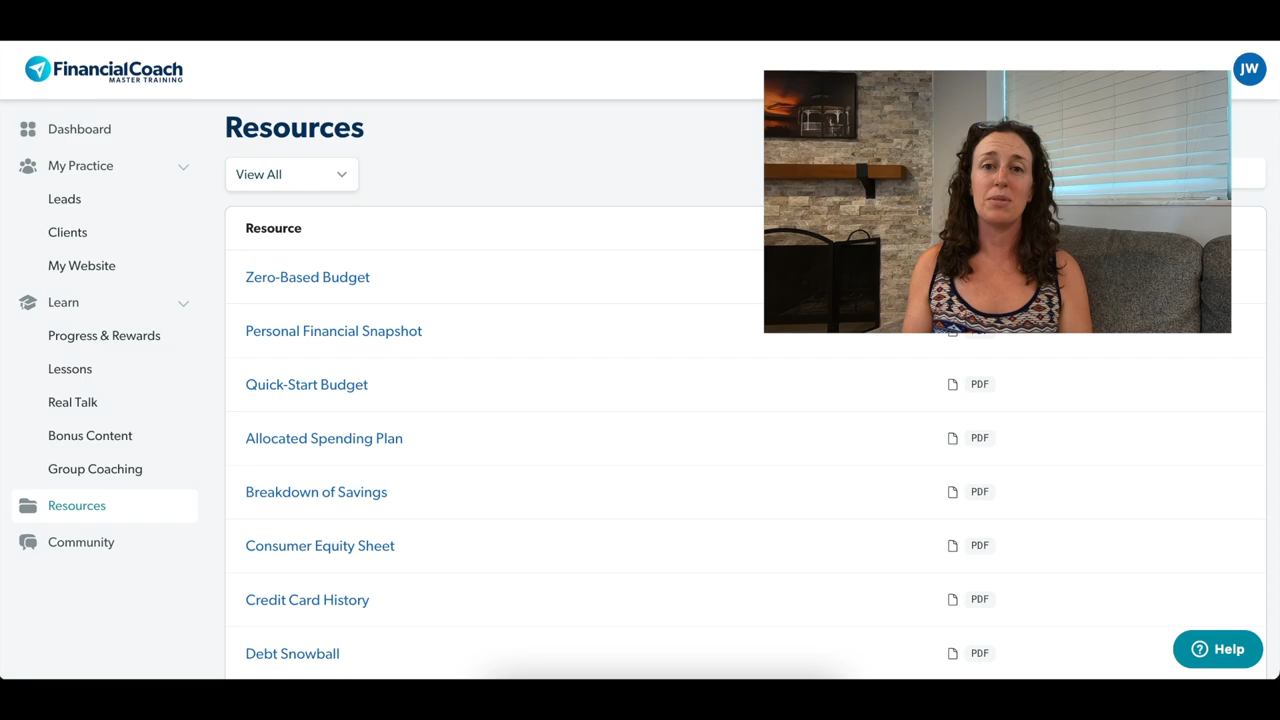 FinancialCoach
MASTER TRAINING
JW
Dashboard
My Practice
Leads
Clients
My Website
Learn
Progress & Rewards
Lessons
Real Talk
Bonus Content
Group Coaching
Resources
Community
Resources
View All
Resource
Zero-Based Budget
Personal Financial Snapshot
Quick-Start Budget PDF
Allocated Spending Plan PDF
Breakdown of Savings PDF
Consumer Equity Sheet PDF
Credit Card History PDF
Debt Snowball PDF
Help